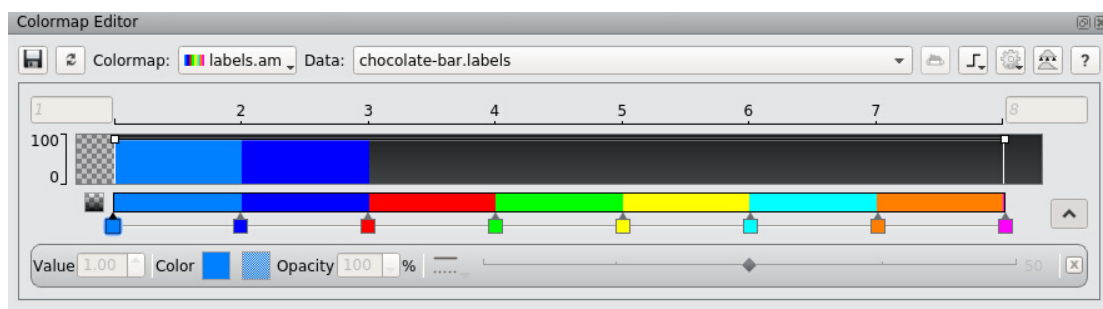 Colormap Editor
Colormap: labels.am Data: chocolate-bar.labels ?
1 2 3 4 5 6 7 8
100
0
Value 1.00 Color Opacity 100 % 50